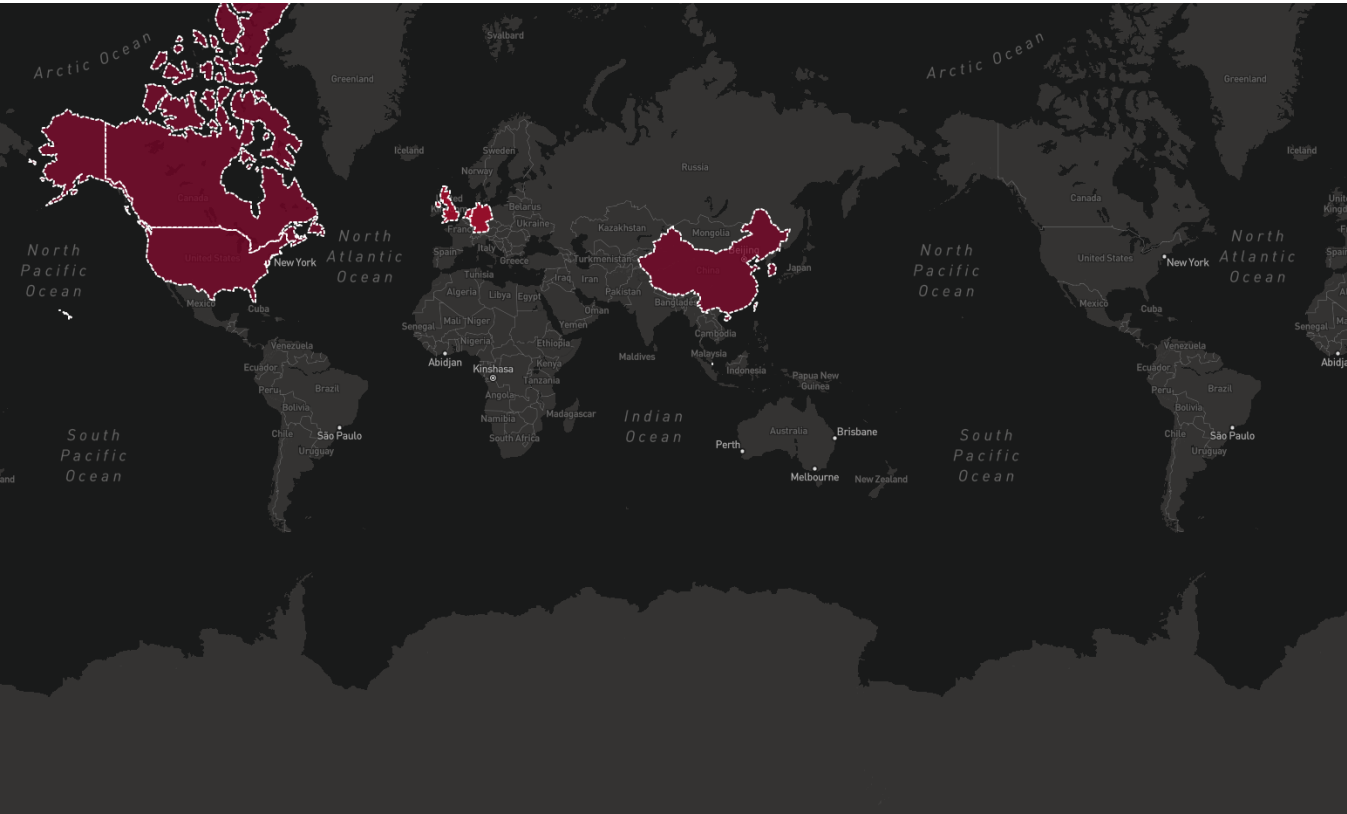 Svalbard
Arctic Ocean
Arctic Ocean
Greenland
Greenland
Iceland
Sweden
Iceland
Russia
Norway
Canada
Canada
Belarus
Ukraine
Kazakhstan
Mongolia
North
Pacific
Ocean
United States
New York
North
Atlantic
Ocean
Spain
Italy
Greece
Turkmenistan
Beijing
China
Japan
North
Pacific
Ocean
United States
New York
North
Atlantic
Ocean
Tunisia
Iraq
Iran
Pakistan
Algeria
Libya
Egypt
Mexico
Cuba
Oman
Mexico
Cuba
Senegal
Mali
Niger
Yemen
Senegal
Nigeria
Ethiopia
Cambodia
Venezuela
Venezuela
Abidjan
Kenya
Maldives
Malaysia
Ecuador
Kinshasa
Indonesia
Ecuador
Peru
Brazil
Tanzania
Papua New
Guinea
Peru
Brazil
Angola
Bolivia
Bolivia
Namibia
Madagascar
Indian
Ocean
Chile
São Paulo
South Africa
Perth
Australia
Brisbane
Chile
São Paulo
South
Pacific
Ocean
Uruguay
South
Pacific
Ocean
Uruguay
Melbourne
New Zealand